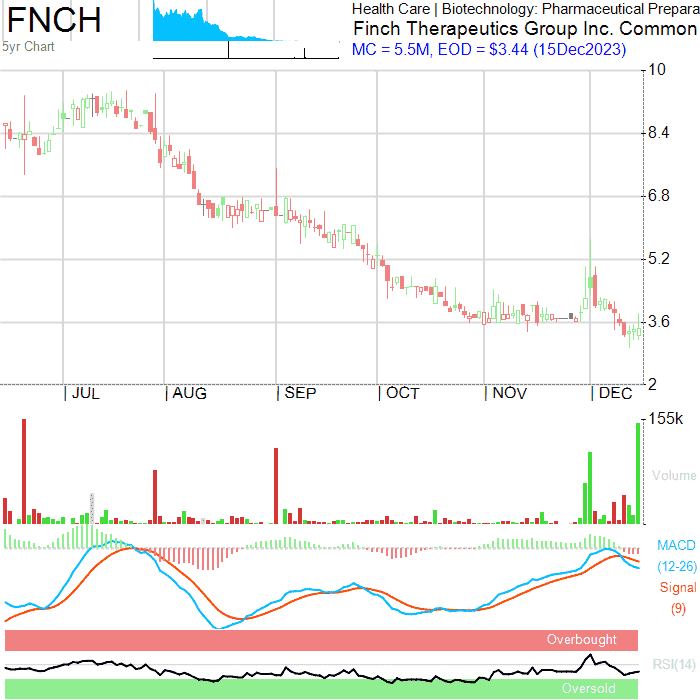 FNCH
5yr Chart
Health Care | Biotechnology: Pharmaceutical Prepara
Finch Therapeutics Group Inc. Common
MC = 5.5M, EOD = $3.44 (15Dec2023)
10
8.4
6.8
5.2
3.6
2
JUL AUG SEP OCT NOV DEC
155k
Volume
MACD
(12-26)
Signal
(9)
Overbought
RSI(14)
Oversold